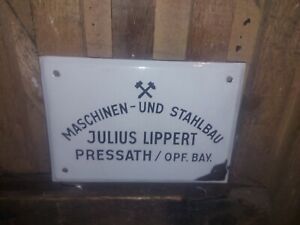 MASCHINEN-UND STAHLBAU
JULIUS LIPPERT
PRESSATH/OPF. BAY.